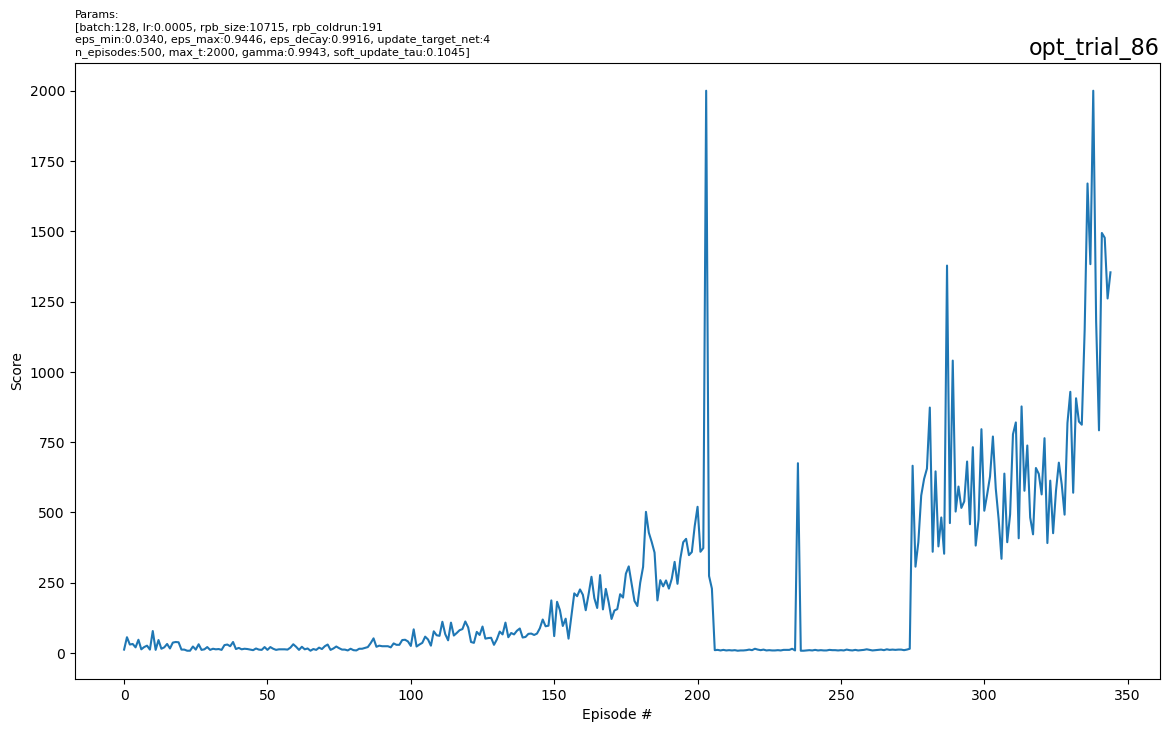 Params:
[batch:128, lr:0.0005, rpb_size:10715, rpb_coldrun:191
eps_min:0.0340, eps_max:0.9446, eps_decay:0.9916, update_target_net:4
n_episodes:500, max_t:2000, gamma:0.9943, soft_update_tau:0.1045]
opt_trial_86
2000
1750
1500
1250
1000
750
500
250
0
Score
0 50 100 150 200 250 300 350
Episode #